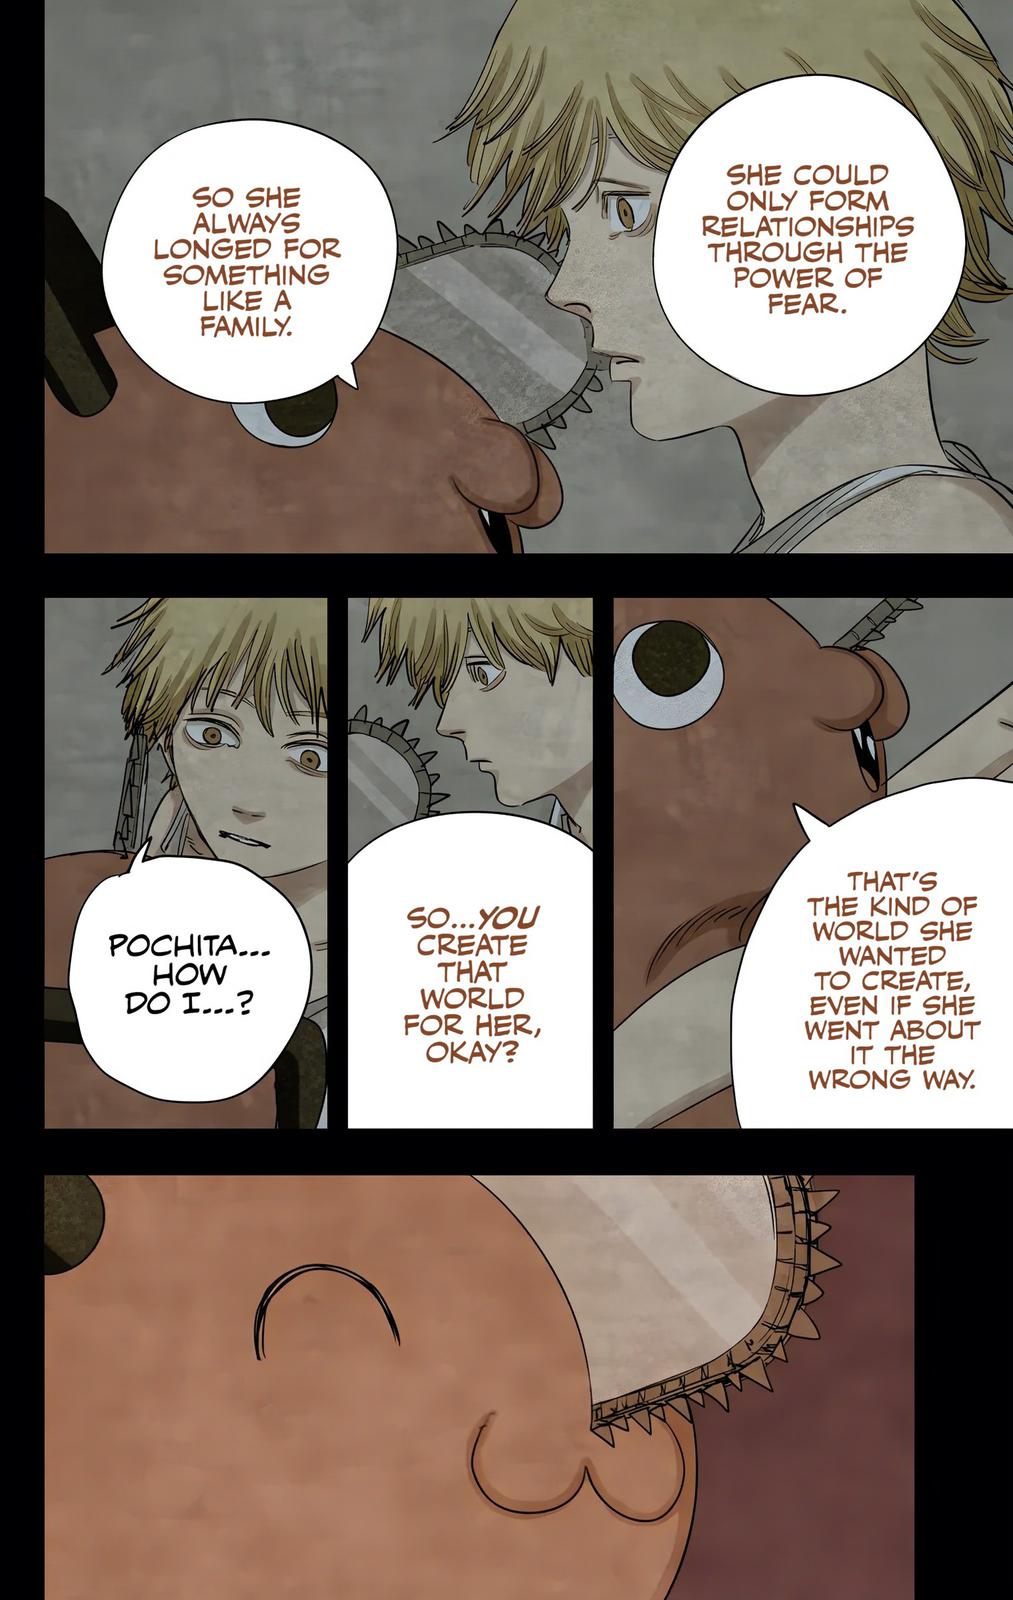 SHE COULD
ONLY FORM
RELATIONSHIPS
THROUGH THE
POWER OF
FEAR.
SO SHE
ALWAYS
LONGED FOR
SOMETHING
LIKE A
FAMILY.
THAT'S
THE KIND OF
WORLD SHE
WANTED
TO CREATE,
EVEN IF SHE
WENT ABOUT
IT THE
WRONG WAY.
SO...YOU
CREATE
THAT
WORLD
FOR HER,
OKAY?
POCHITA...
HOW
DO I...?